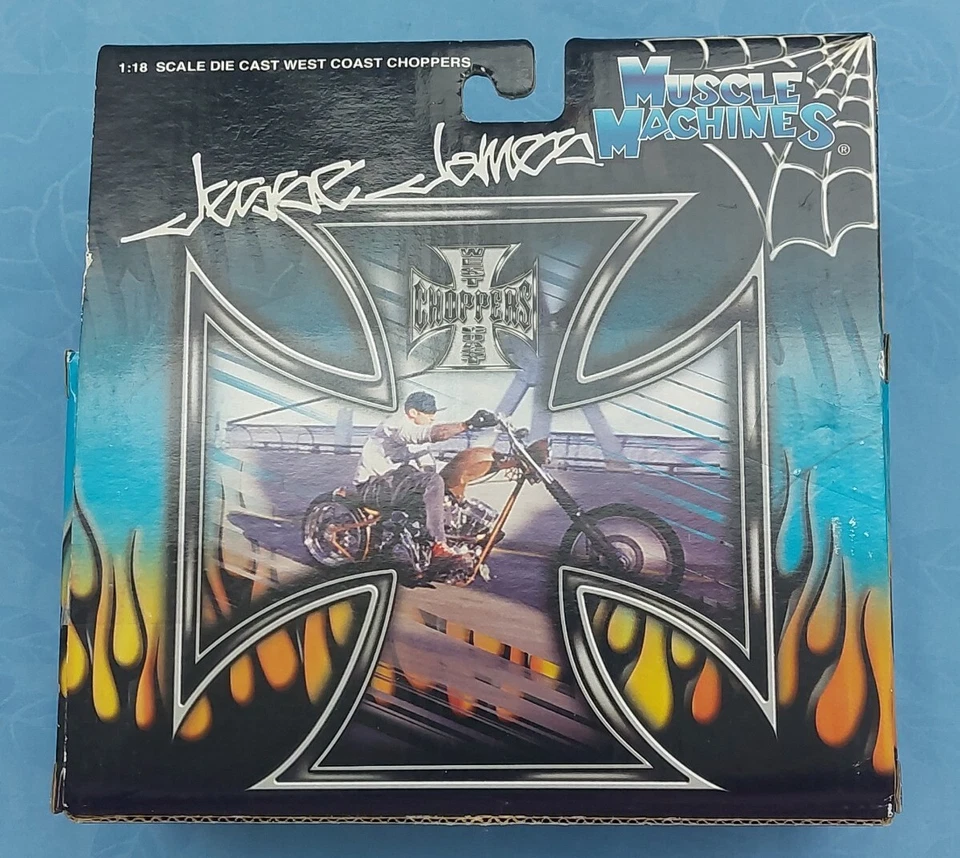 1:18 SCALE DIE CAST WEST COAST CHOPPERS
MUSCLE
MACHINES®
Jesse James
WEST
CHOPPERS
COAST